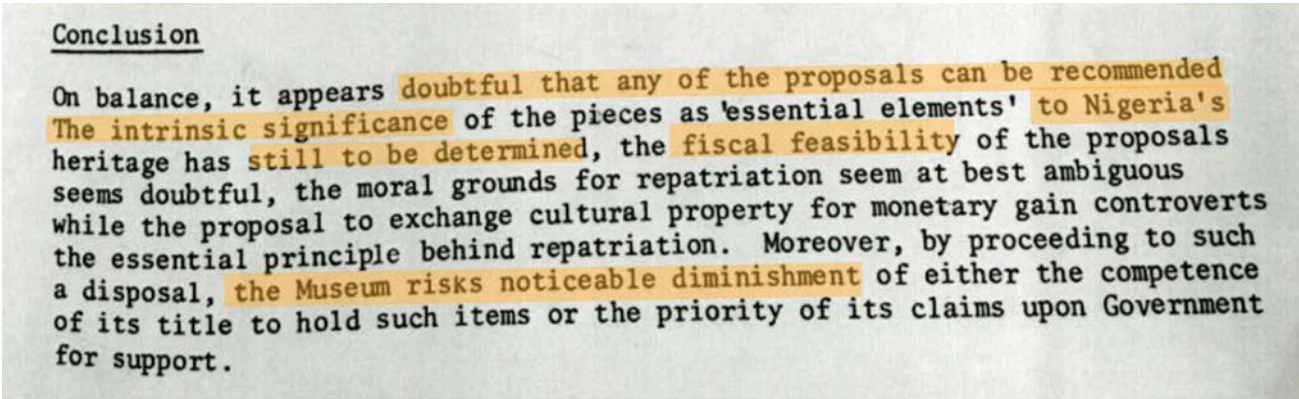 Conclusion
On balance, it appears doubtful that any of the proposals can be recommended
The intrinsic significance of the pieces as 'essential elements' to Nigeria's
heritage has still to be determined, the fiscal feasibility of the proposals
seems doubtful, the moral grounds for repatriation seem at best ambiguous
while the proposal to exchange cultural property for monetary gain controverts
the essential principle behind repatriation. Moreover, by proceeding to such
a disposal, the Museum risks noticeable diminishment of either the competence
of its title to hold such items or the priority of its claims upon Government
for support.